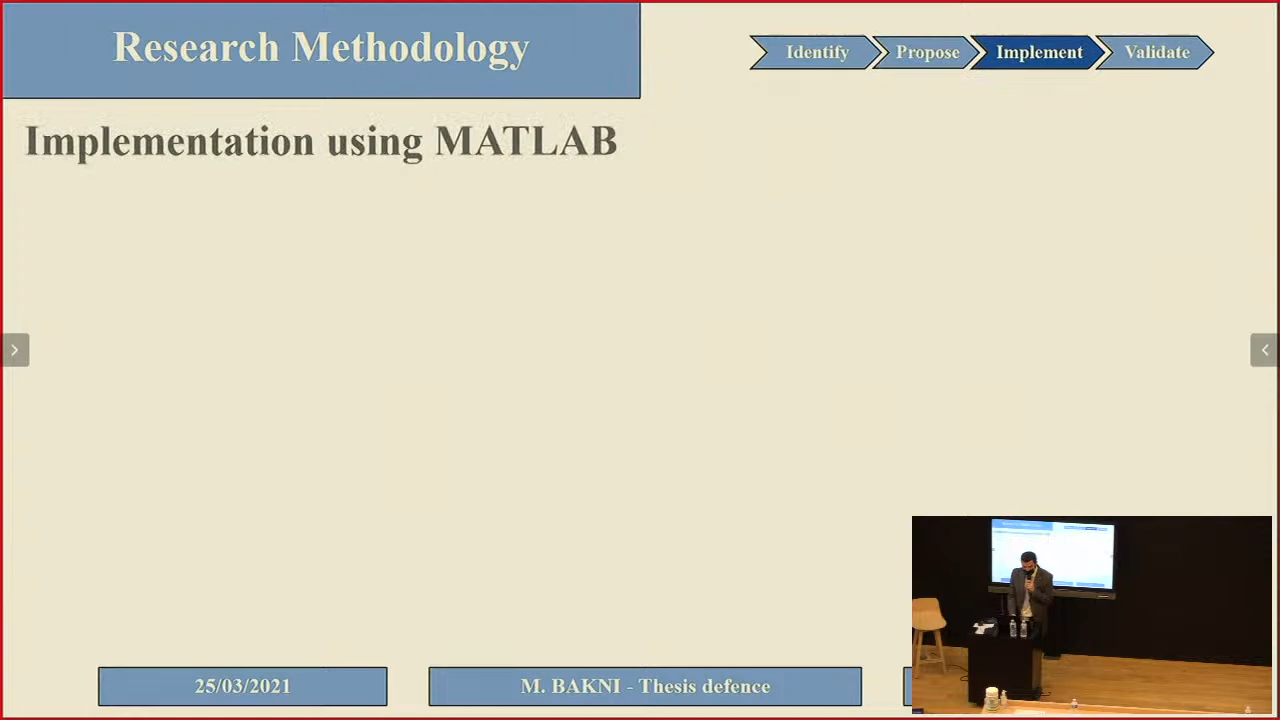 Research Methodology
Identify
Propose
Implement
Validate
Implementation using MATLAB
25/03/2021
M. BAKNI - Thesis defence